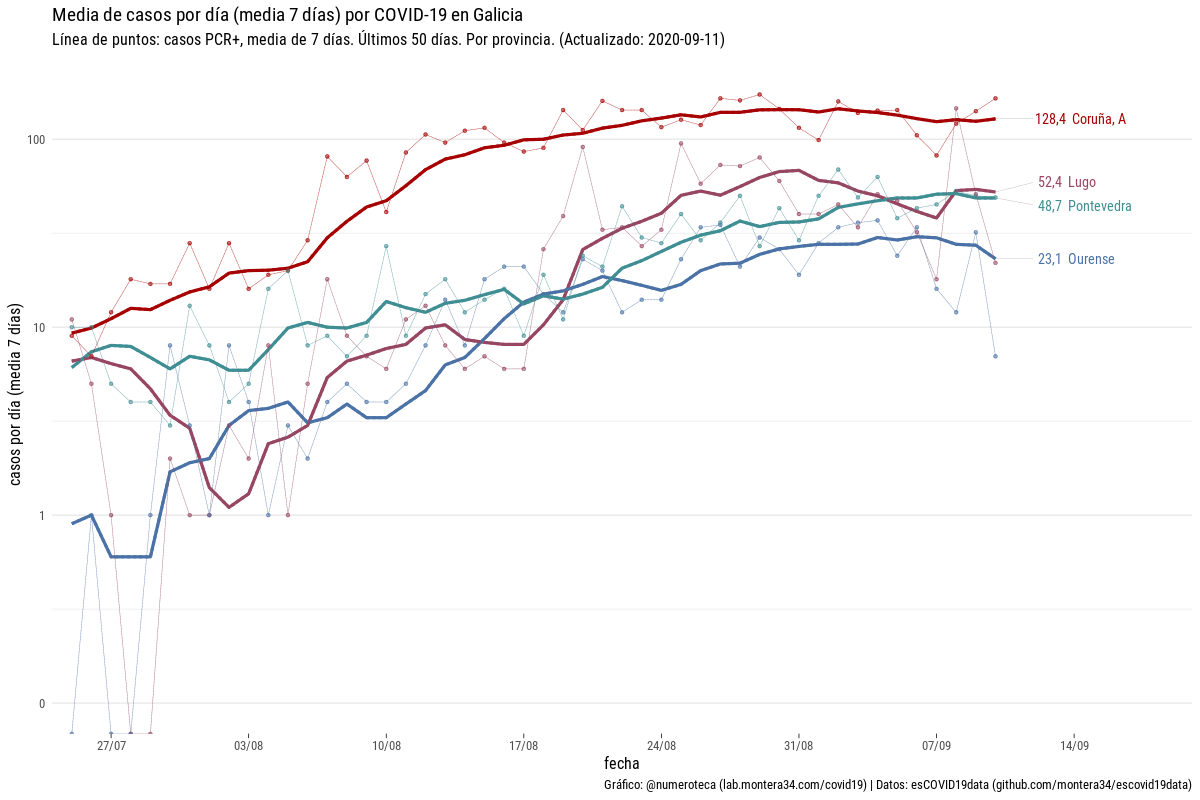 Media de casos por día (media 7 días) por COVID-19 en Galicia
Línea de puntos: casos PCR+, media de 7 días. Últimos 50 días. Por provincia. (Actualizado: 2020-09-11)
casos por día (media 7 días)
100
10
1
0
128,4 Coruña, A
52,4 Lugo
48,7 Pontevedra
23,1 Ourense
27/07
03/08
10/08
17/08
24/08
31/08
07/09
14/09
fecha
Gráfico: @numeroteca (lab.montera34.com/covid19) | Datos: esCOVID19data (github.com/montera34/escovid19data)